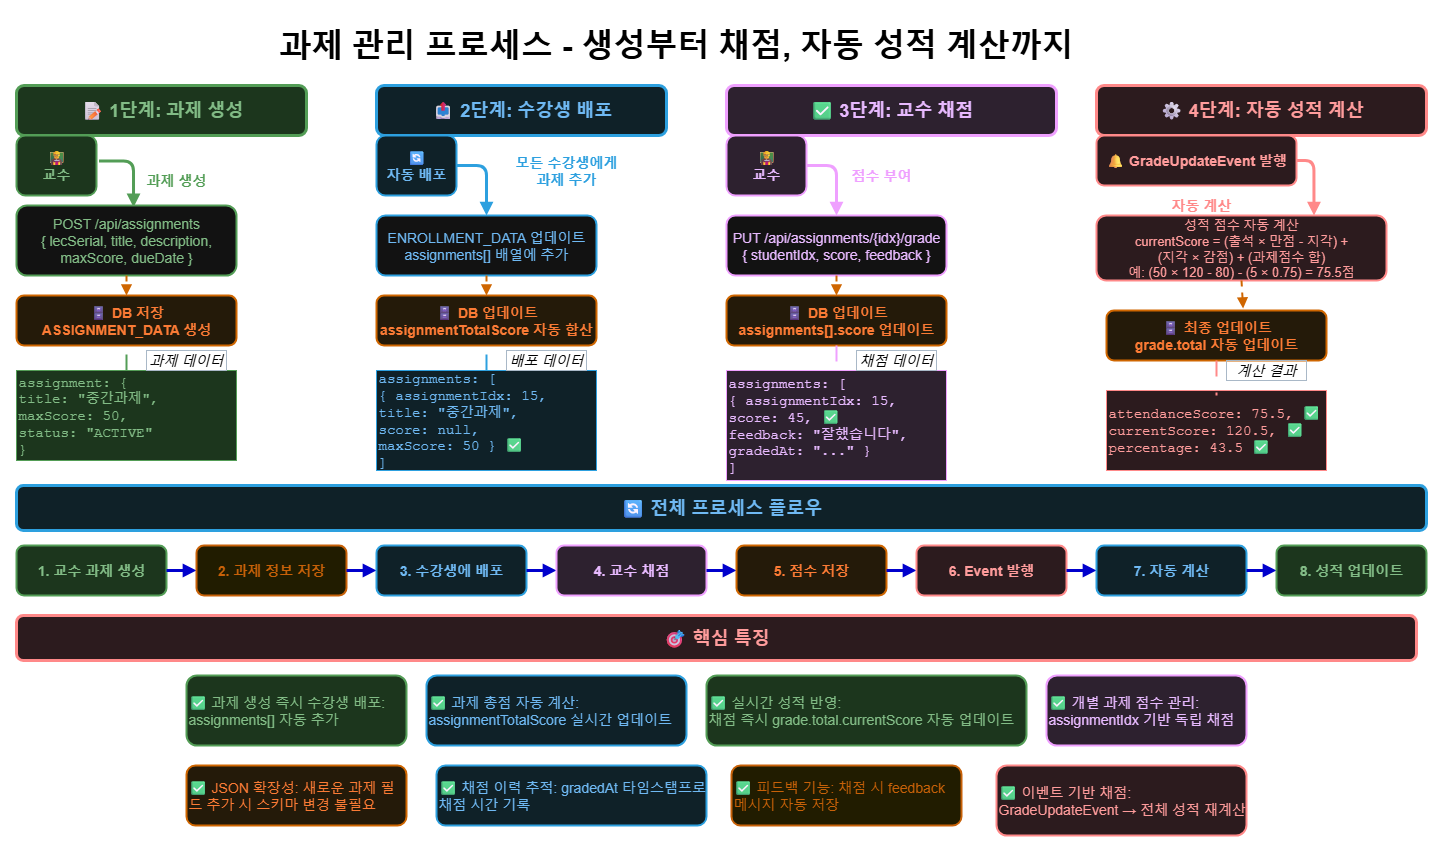 과제 관리 프로세스 - 생성부터 채점, 자동 성적 계산까지
📝 1단계: 과제 생성
교수
과제 생성
POST /api/assignments
{ lecSerial, title, description,
maxScore, dueDate }
🗄️ DB 저장
ASSIGNMENT_DATA 생성
과제 데이터
assignment: {
title: "중간과제",
maxScore: 50,
status: "ACTIVE"
}
📤 2단계: 수강생 배포
🔄
자동 배포
모든 수강생에게
과제 추가
ENROLLMENT_DATA 업데이트
assignments[] 배열에 추가
🗄️ DB 업데이트
assignmentTotalScore 자동 합산
배포 데이터
assignments: [
{ assignmentIdx: 15,
title: "중간과제",
score: null,
maxScore: 50 } ✅
]
✅ 3단계: 교수 채점
교수
점수 부여
PUT /api/assignments/{idx}/grade
{ studentIdx, score, feedback }
🗄️ DB 업데이트
assignments[].score 업데이트
채점 데이터
assignments: [
{ assignmentIdx: 15,
score: 45, ✅
feedback: "잘했습니다",
gradedAt: "..." }
]
⚙️ 4단계: 자동 성적 계산
🔔 GradeUpdateEvent 발행
자동 계산
성적 점수 자동 계산
currentScore = (출석 × 만점 - 지각) +
(지각 × 감점) + (과제점수 합)
예: (50 × 120 - 80) - (5 × 0.75) = 75.5점
🗄️ 최종 업데이트
grade.total 자동 업데이트
계산 결과
attendanceScore: 75.5, ✅
currentScore: 120.5, ✅
percentage: 43.5 ✅
🔄 전체 프로세스 플로우
1. 교수 과제 생성
2. 과제 정보 저장
3. 수강생에 배포
4. 교수 채점
5. 점수 저장
6. Event 발행
7. 자동 계산
8. 성적 업데이트
🎯 핵심 특징
✅ 과제 생성 즉시 수강생 배포:
assignments[] 자동 추가
✅ 과제 총점 자동 계산:
assignmentTotalScore 실시간 업데이트
✅ 실시간 성적 반영:
채점 즉시 grade.total.currentScore 자동 업데이트
✅ 개별 과제 점수 관리:
assignmentIdx 기반 독립 채점
✅ JSON 확장성: 새로운 과제 필
드 추가 시 스키마 변경 불필요
✅ 채점 이력 추적: gradedAt 타임스탬프로
채점 시간 기록
✅ 피드백 기능: 채점 시 feedback
메시지 자동 저장
✅ 이벤트 기반 채점:
GradeUpdateEvent → 전체 성적 재계산